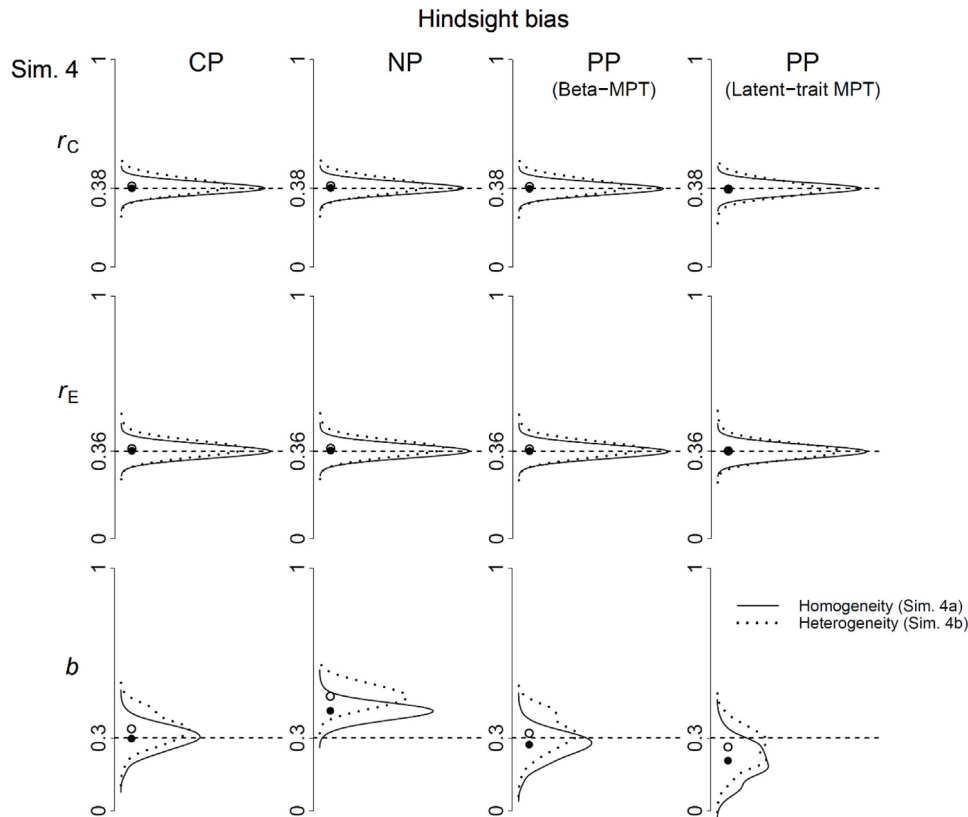 Hindsight bias
Sim. 4
CP
NP
PP
(Beta−MPT)
PP
(Latent−trait MPT)
rC
1
0.38
0
1
0.38
0
1
0.38
0
1
0.38
0
rE
1
0.36
0
1
0.36
0
1
0.36
0
1
0.36
0
b
1
0.3
0
1
0.3
0
1
0.3
0
1
0.3
0
Homogeneity (Sim. 4a)
Heterogeneity (Sim. 4b)